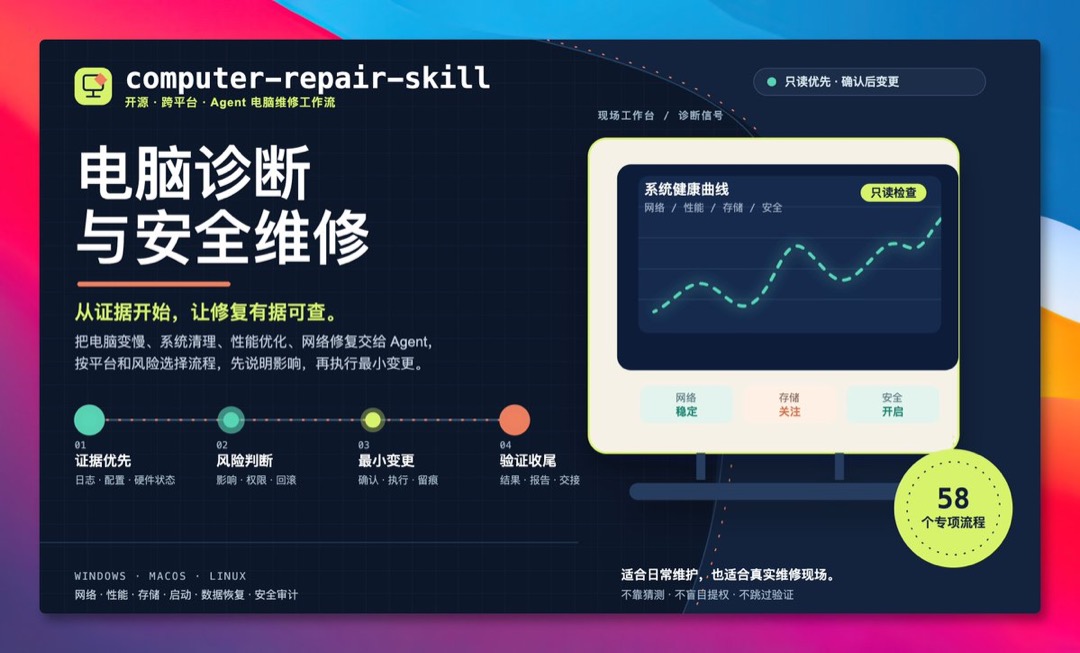 computer-repair-skill
开源 · 跨平台 · Agent 电脑维修工作流
只读优先 · 确认后变更
现场工作台 / 诊断信号
电脑诊断
与安全维修
从证据开始，让修复有据可查。
把电脑变慢、系统清理、性能优化、网络修复交给 Agent，
按平台和风险选择流程，先说明影响，再执行最小变更。
01
证据优先
日志 · 配置 · 硬件状态
02
风险判断
影响 · 权限 · 回滚
03
最小变更
确认 · 执行 · 留痕
04
验证收尾
结果 · 报告 · 交接
系统健康曲线
只读检查
网络 / 性能 / 存储 / 安全
网络
稳定
存储
关注
安全
开启
58
个专项流程
WINDOWS · MACOS · LINUX
网络 · 性能 · 存储 · 启动 · 数据恢复 · 安全审计
适合日常维护，也适合真实维修现场。
不靠猜测 · 不盲目提权 · 不跳过验证